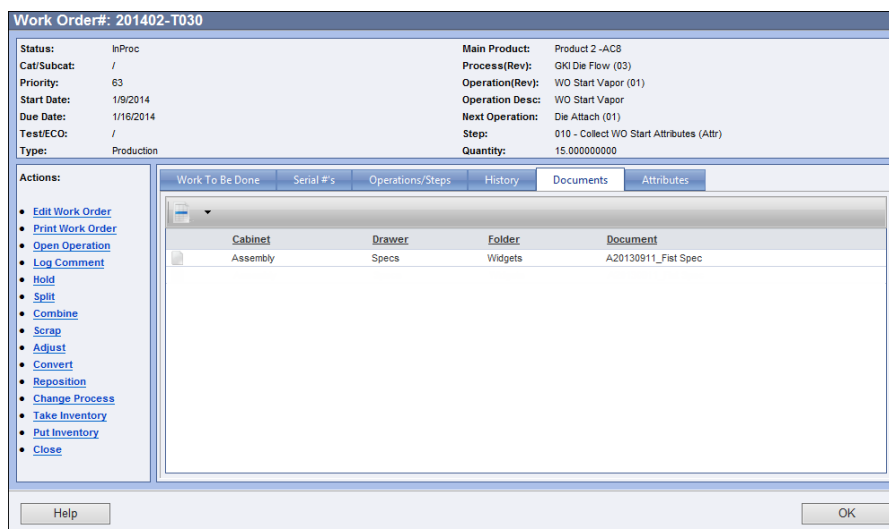 Work Order#: 201402-T030
Status: InProc Main Product: Product 2 -AC8
Cat/Subcat: / Process(Rev): GKI Die Flow (03)
Priority: 63 Operation(Rev): WO Start Vapor (01)
Start Date: 1/9/2014 Operation Desc: WO Start Vapor
Due Date: 1/16/2014 Next Operation: Die Attach (01)
Test/ECO: / Step: 010 - Collect WO Start Attributes (Attr)
Type: Production Quantity: 15.000000000
Actions:
Edit Work Order
Print Work Order
Open Operation
Log Comment
Hold
Split
Combine
Scrap
Adjust
Convert
Reposition
Change Process
Take Inventory
Put Inventory
Close
Work To Be Done Serial #'s Operations/Steps History Documents Attributes
Cabinet Drawer Folder Document
Assembly Specs Widgets A20130911_Fist Spec
Help OK